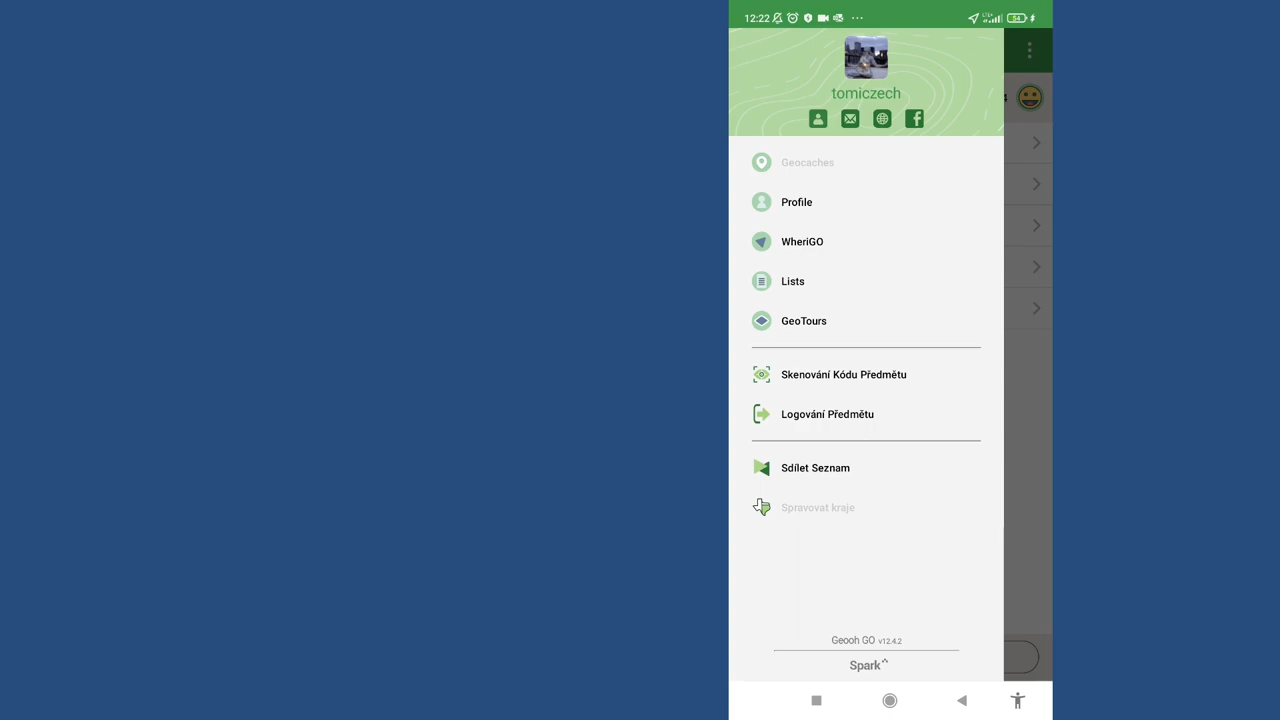 12:22
54
tomiczech
Geocaches
Profile
WheriGO
Lists
GeoTours
Skenování Kódu Předmětu
Logování Předmětu
Sdílet Seznam
Spravovat kraje
Geooh GO v12.4.2
Spark